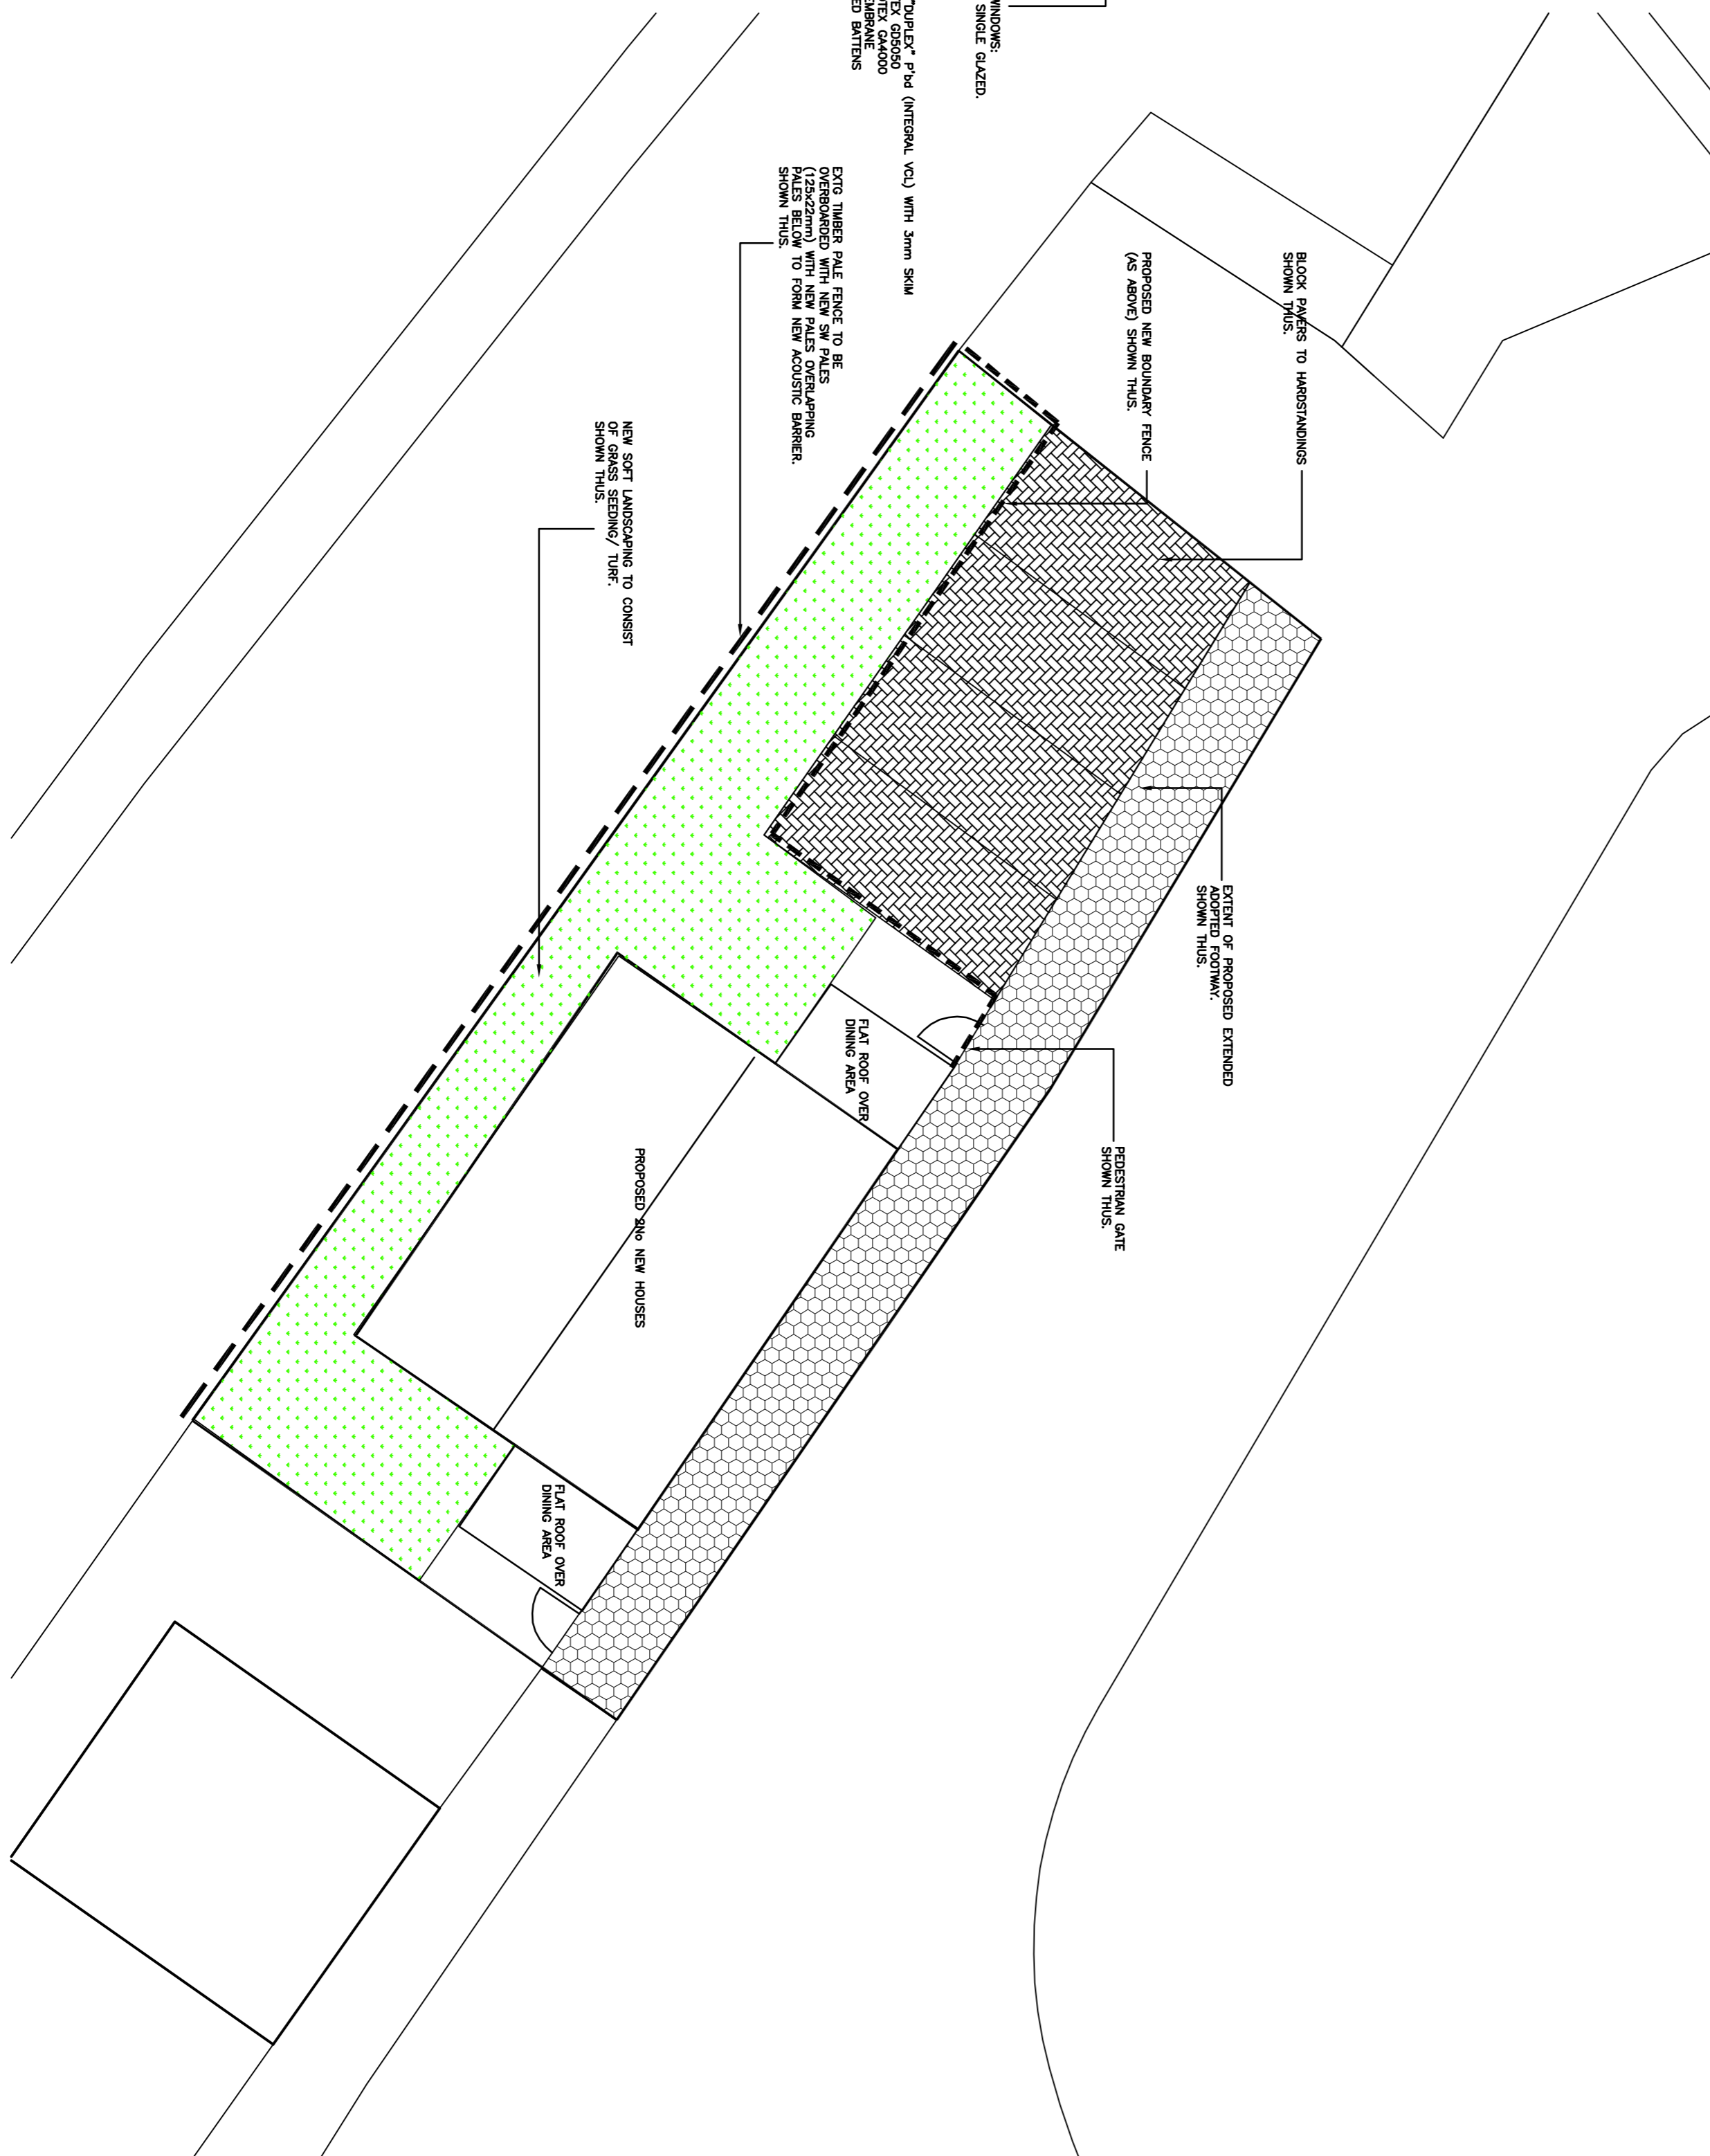 WINDOWS:
SINGLE GLAZED.
"DUPLEX" P'bd (INTEGRAL VCL) WITH 3mm SKIM
TEX GD5050
OTEX GA4000
EMBRANE
ED BATTENS
BLOCK PAVERS TO HARDSTANDINGS
SHOWN THUS.
PROPOSED NEW BOUNDARY FENCE
(AS ABOVE) SHOWN THUS.
EXTG TIMBER PALE FENCE TO BE
OVERBOARDED WITH NEW SW PALES
(125x22mm) WITH NEW PALES OVERLAPPING
PALES BELOW TO FORM NEW ACOUSTIC BARRIER.
SHOWN THUS.
NEW SOFT LANDSCAPING TO CONSIST
OF GRASS SEEDING/ TURF.
SHOWN THUS.
EXTENT OF PROPOSED EXTENDED
ADOPTED FOOTWAY.
SHOWN THUS.
PEDESTRIAN GATE
SHOWN THUS.
FLAT ROOF OVER
DINING AREA
PROPOSED 2No NEW HOUSES
FLAT ROOF OVER
DINING AREA